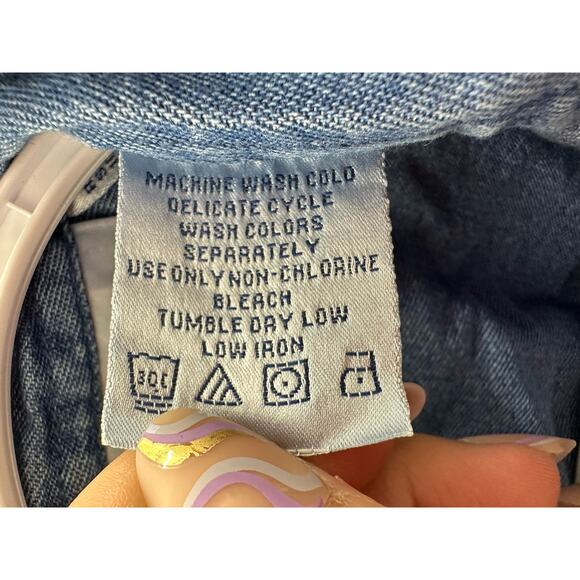 MACHINE WASH COLD
DELICATE CYCLE
WASH COLORS
SEPARATELY
USE ONLY NON-CHLORINE
BLEACH
TUMBLE DRY LOW
LOW IRON
30C